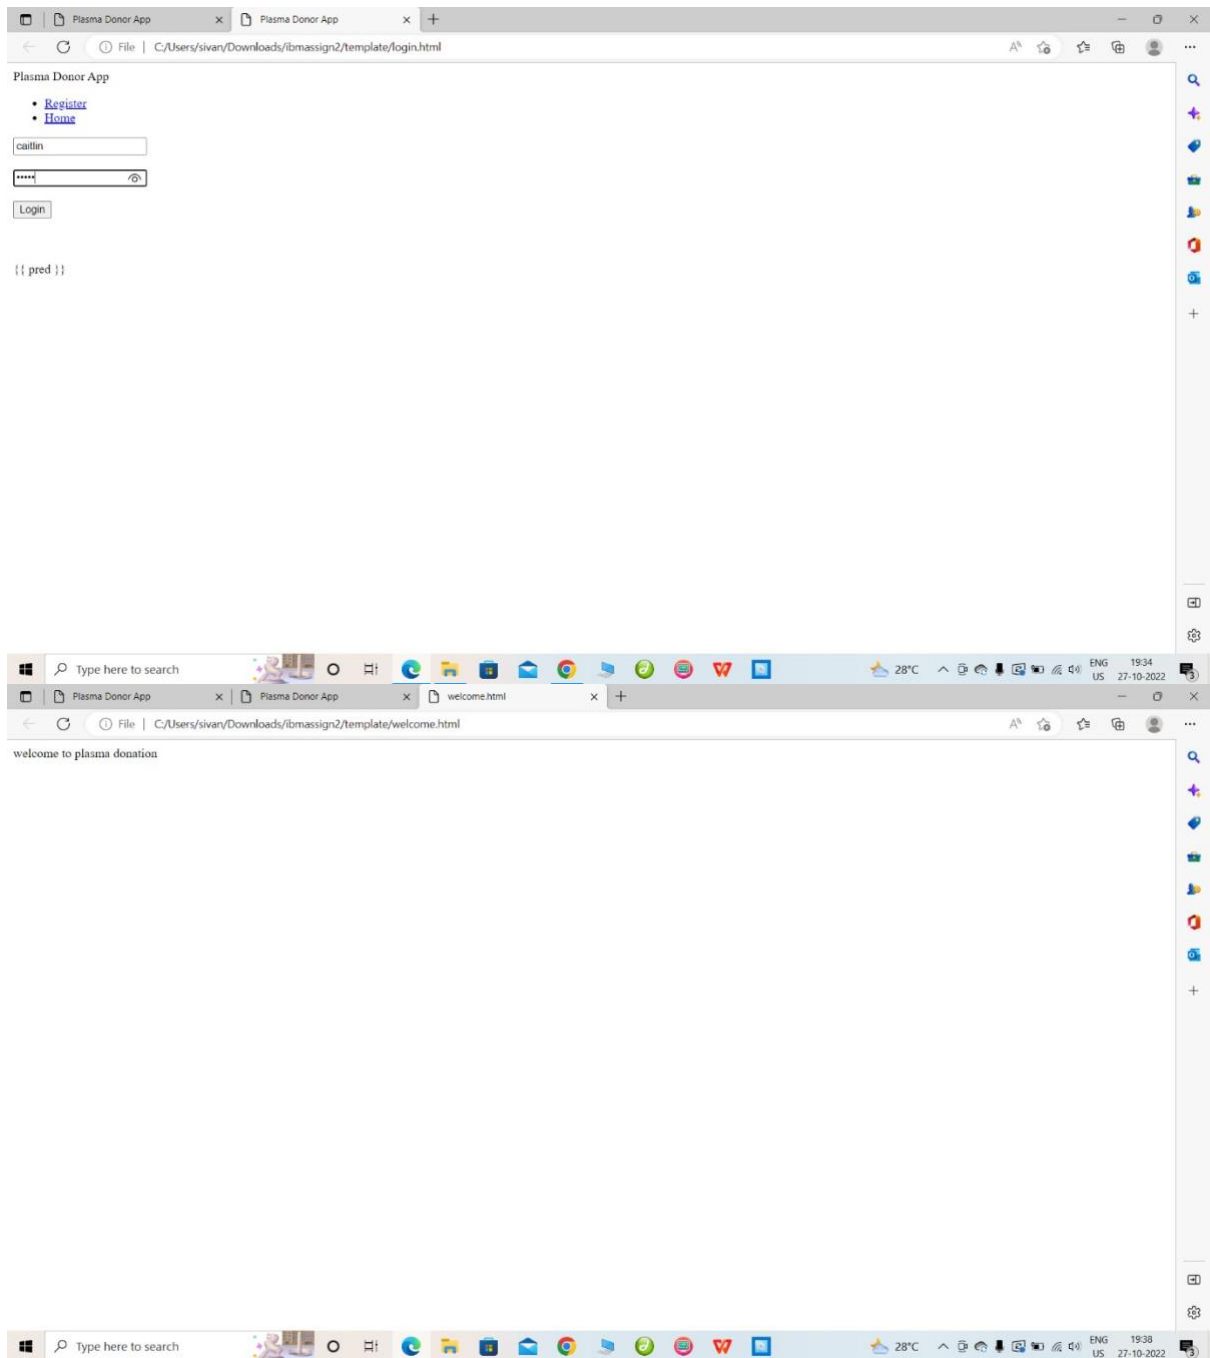 Plasma Donor App
Plasma Donor App
File | C:/Users/sivan/Downloads/ibmassign2/template/login.html
Plasma Donor App
Register
Home
caitlin
•••••
Login
{{ pred }}
Type here to search
28°C
ENG
US
19:34
27-10-2022
3
Plasma Donor App
Plasma Donor App
welcome.html
File | C:/Users/sivan/Downloads/ibmassign2/template/welcome.html
welcome to plasma donation
Type here to search
28°C
ENG
US
19:38
27-10-2022
3